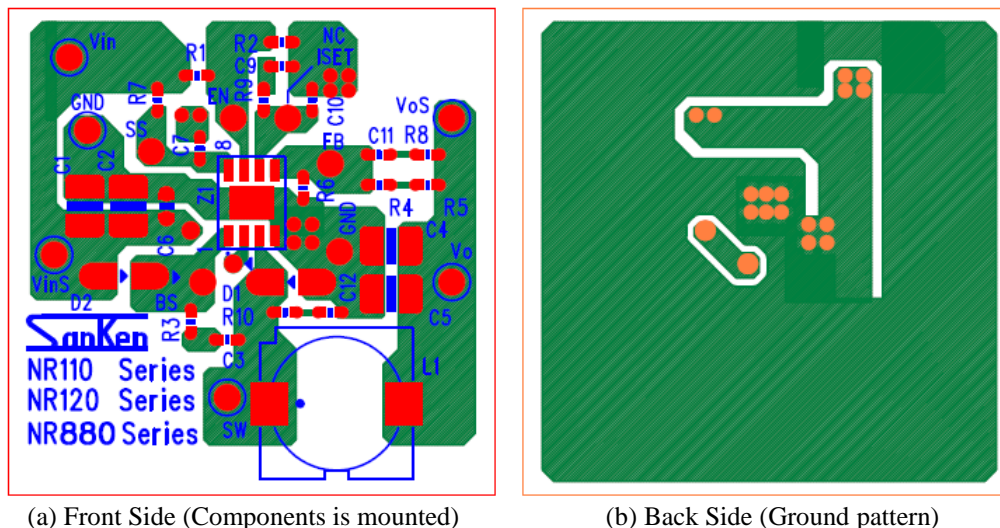 Vin
R1
R2
C9
NC
ISET
R7
EN
R9
C10
VoS
GND
SS
C7
8
FB
C11
R8
C1
C2
Z1
R6
GND
R4
R5
C6
1
C4
VinS
Vo
D2
BS
D1
C12
C5
R3
R10
C3
L1
SanKen
NR110 Series
NR120 Series
NR880 Series
SW
(a) Front Side (Components is mounted)
(b) Back Side (Ground pattern)